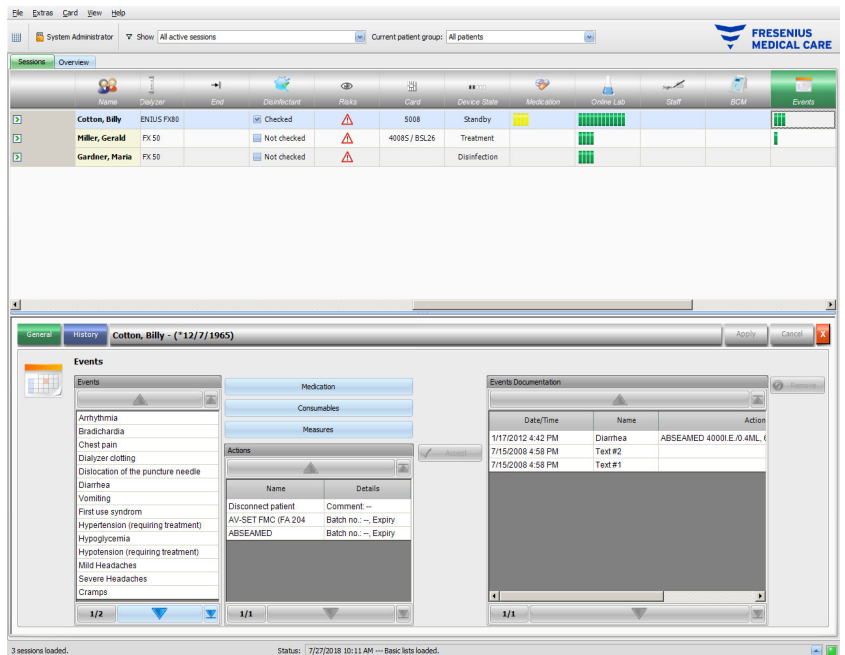 File Extras Card View Help
System Administrator Show All active sessions Current patient group: All patients
FRESENIUS
MEDICAL CARE
Sessions Overview
Name Dialyzer End Disinfectant Risks Card Device State Medication Online Lab Staff BCM Events
Cotton, Billy ENIUS FX80 Checked 5008 Standby
Miller, Gerald FX 50 Not checked 4008S / BSL26 Treatment
Gardner, Maria FX 50 Not checked Disinfection
General History Cotton, Billy - (*12/7/1965) Apply Cancel X
Events
Events
Arrhythmia
Bradichardia
Chest pain
Dialyzer clotting
Dislocation of the puncture needle
Diarrhea
Vomiting
First use syndrom
Hypertension (requiring treatment)
Hypoglycemia
Hypotension (requiring treatment)
Mild Headaches
Severe Headaches
Cramps
1/2
Medication
Consumables
Measures
Actions
Name Details
Disconnect patient Comment: --
AV-SET FMC (FA 204 Batch no.: --, Expiry
ABSEAMED Batch no.: --, Expiry
1/1
Accept
Events Documentation
Date/Time Name Action
1/17/2012 4:42 PM Diarrhea ABSEAMED 4000I.E./0.4ML, 6
7/15/2008 4:58 PM Text #2
7/15/2008 4:58 PM Text #1
1/1
Remove
3 sessions loaded. Status: 7/27/2018 10:11 AM --- Basic lists loaded.